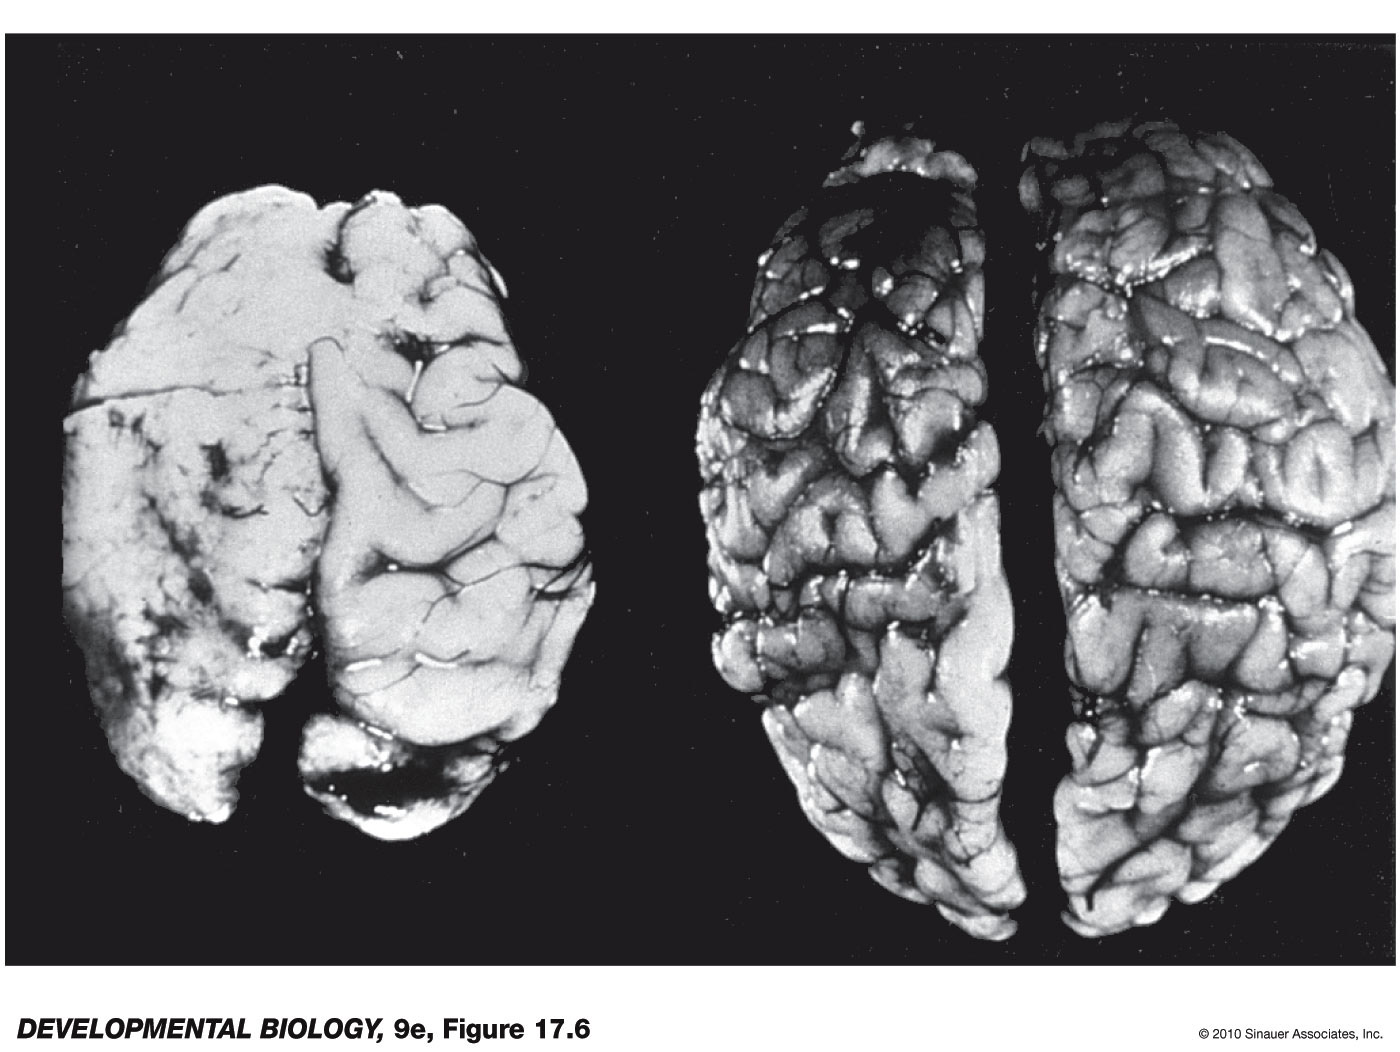 DEVELOPMENTAL BIOLOGY, 9e, Figure 17.6
© 2010 Sinauer Associates, Inc.